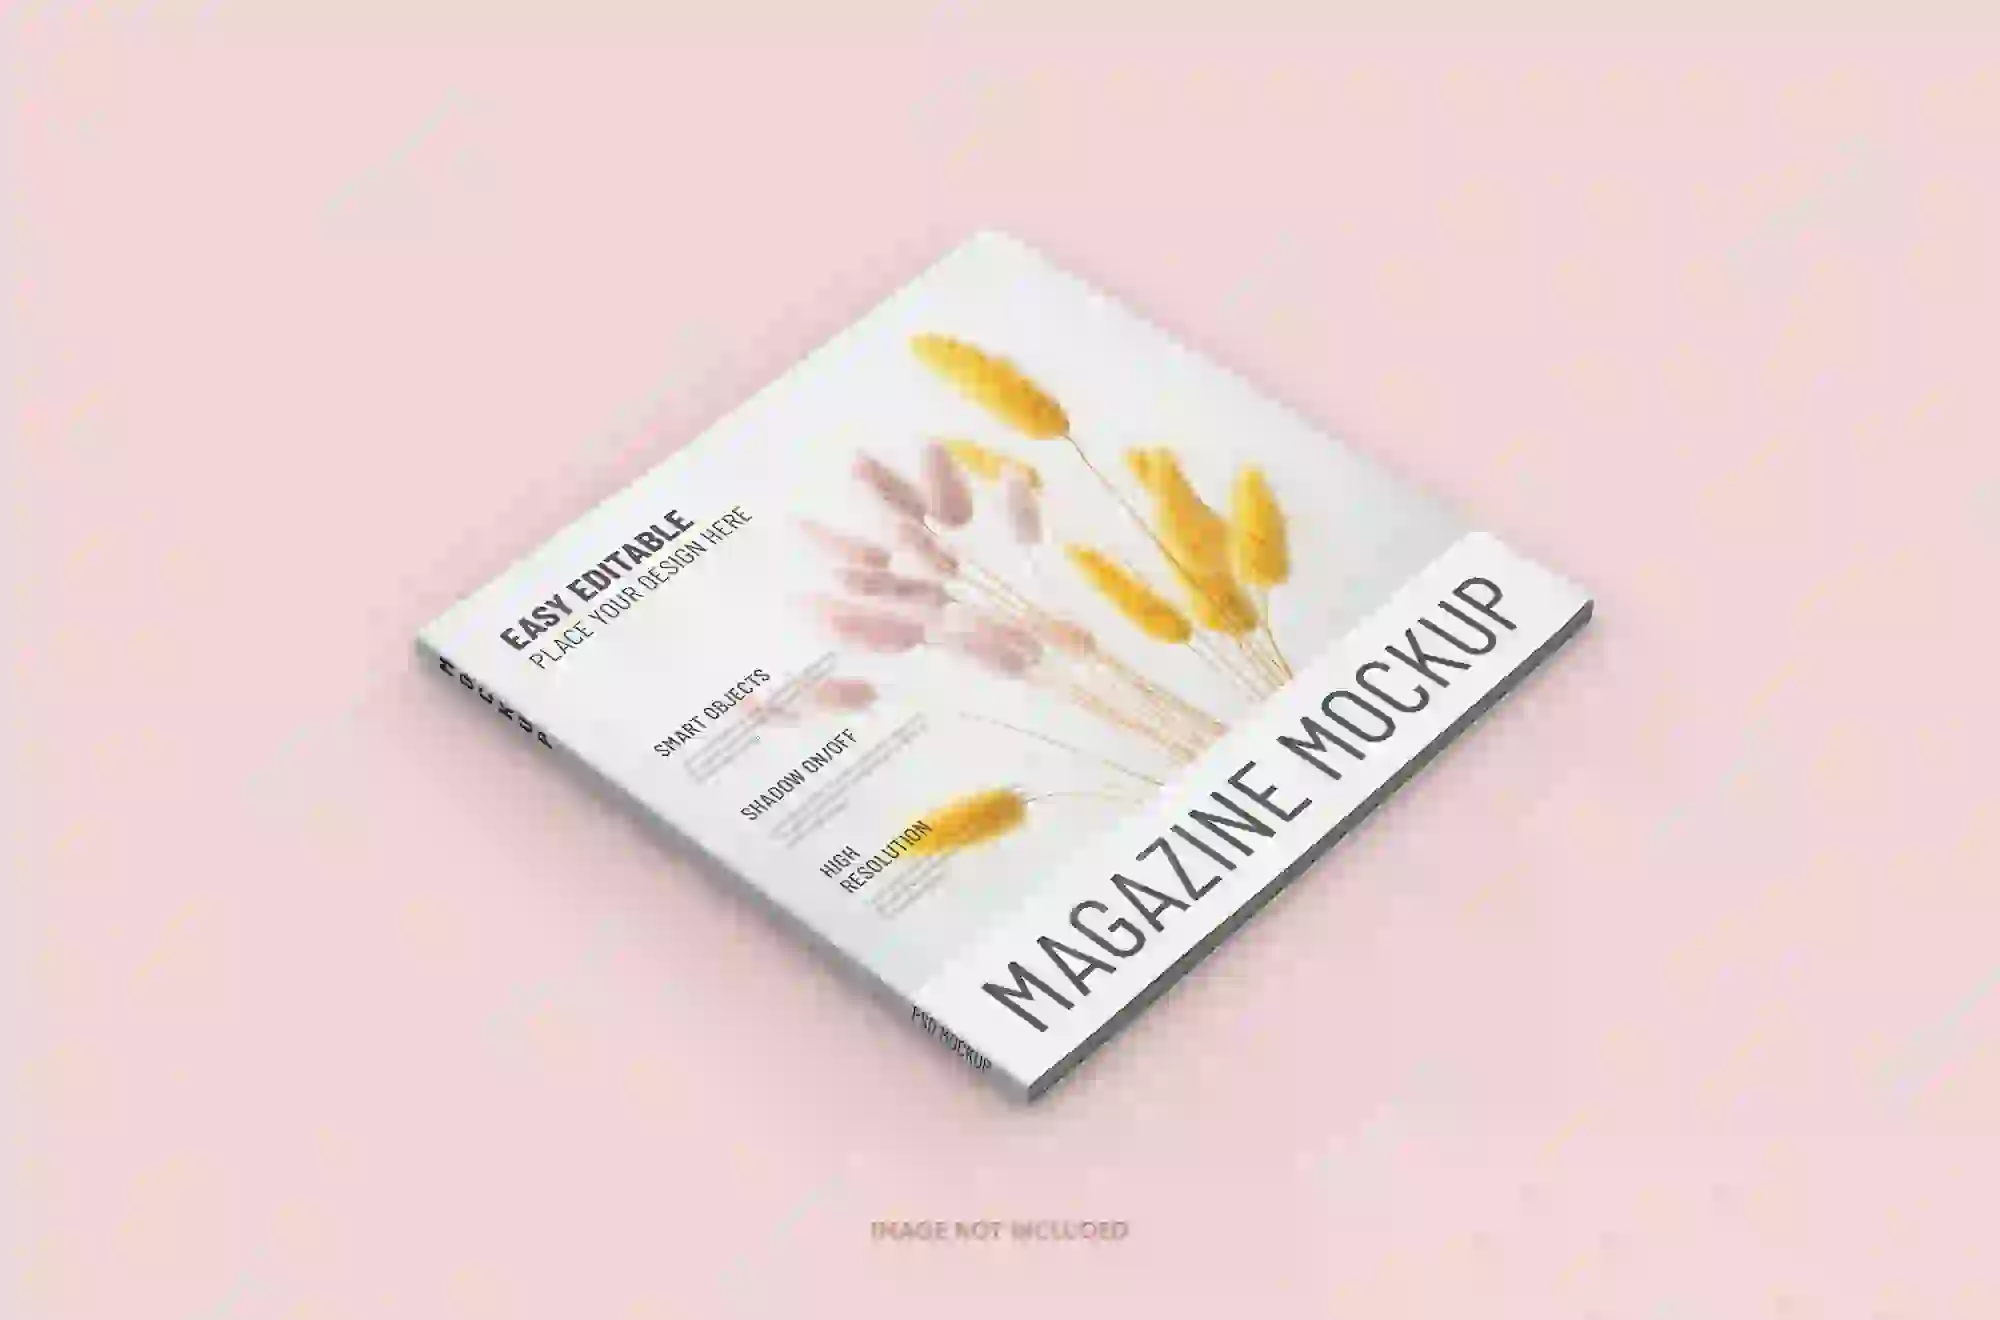 EASY EDITABLE
PLACE YOUR DESIGN HERE
SMART OBJECTS
SHADOW ON/OFF
HIGH
RESOLUTION
MAGAZINE MOCKUP
MOCKUP
PSD MOCKUP
IMAGE NOT INCLUDED